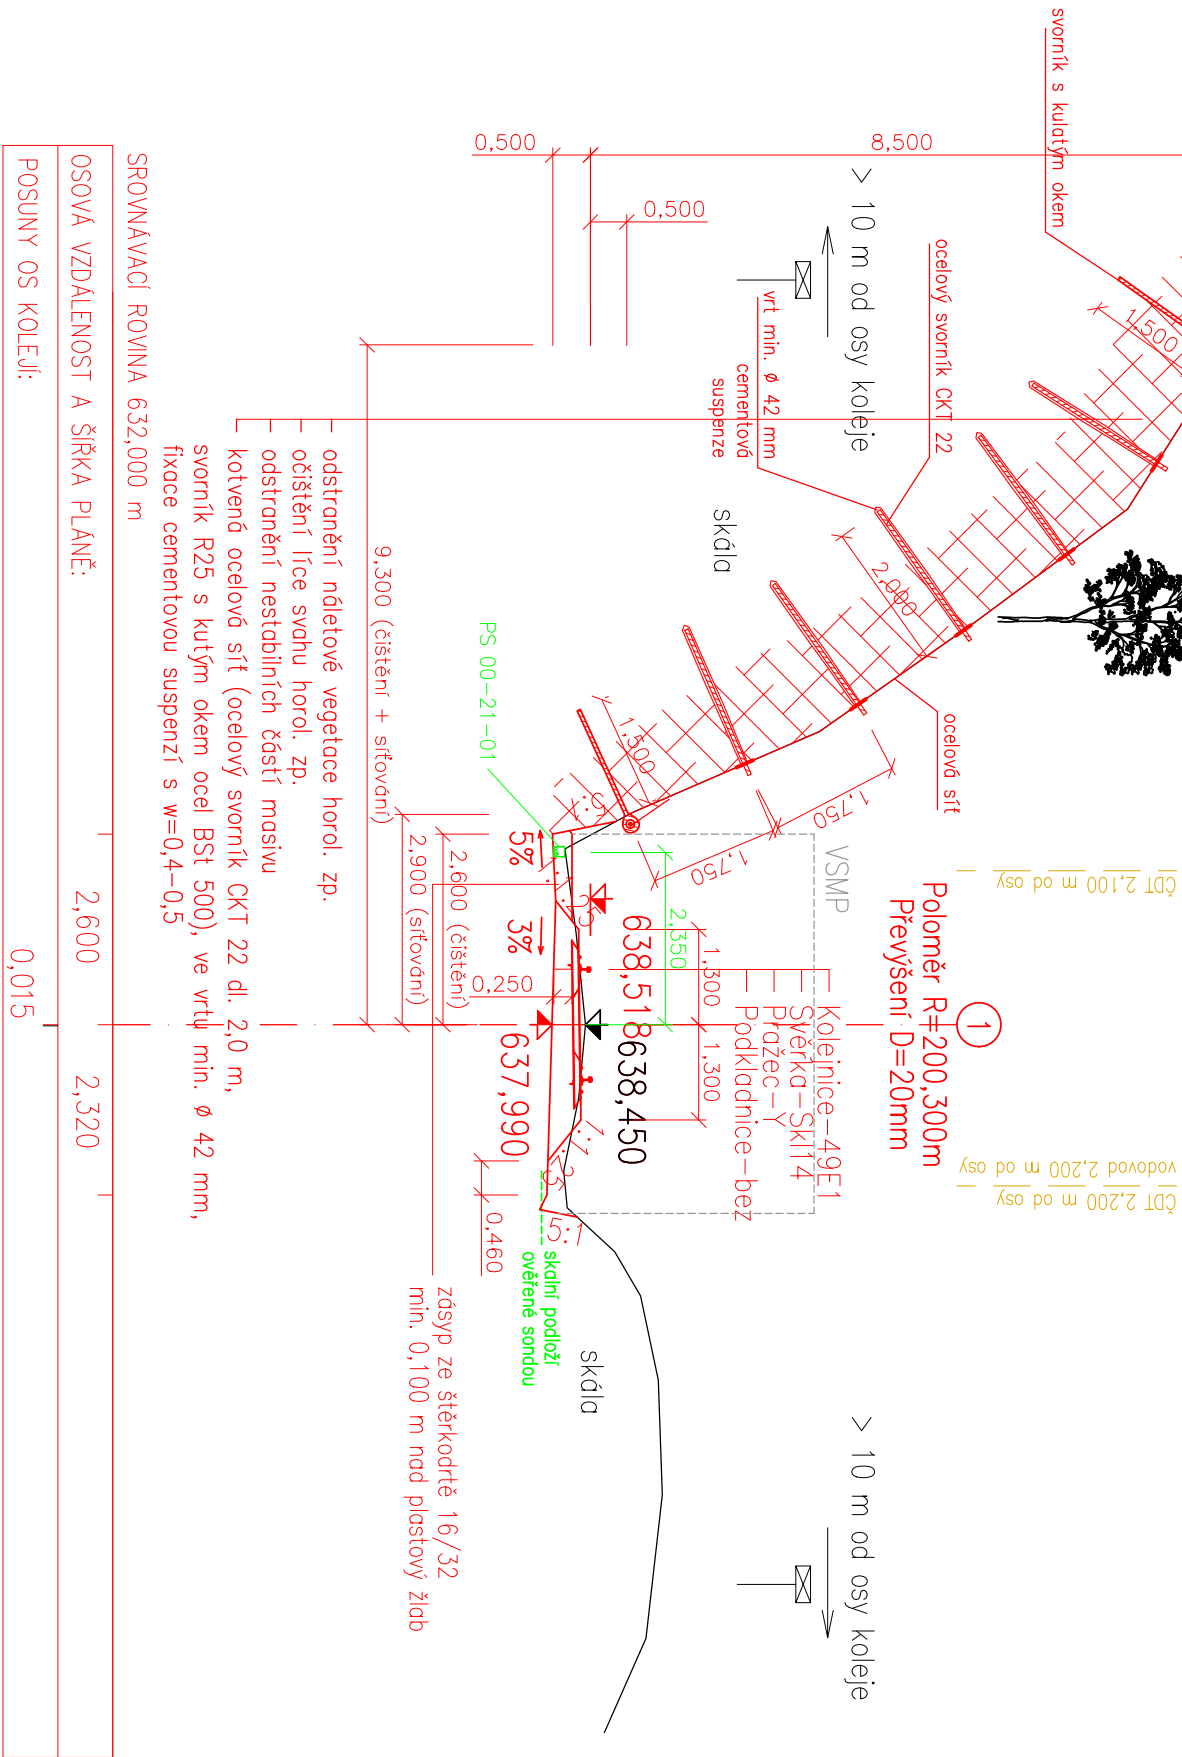 svorník s kulatým okem
8,500
0,500
0,500
1,500
> 10 m od osy koleje
ocelový svorník CKT 22
vrt min. ø 42 mm
cementová
suspenze
skála
2,000
ocelová síť
1,500
1,750
1,750
5:1
PS 00-21-01
VSMP
ČDT 2,100 m od osy
vodovod 2,200 m od osy
ČDT 2,200 m od osy
1
Poloměr R=200,300m
Převýšení D=20mm
Kolejnice-49E1
Svěrka-Skl14
Pražec-Y
Podkladnice-bez
2,350
1,300
1,300
638,518
638,450
637,990
5%
3%
0,250
0,460
5:1
skalní podloží
ověřené sondou
skála
> 10 m od osy koleje
zásyp ze štěrkodrtě 16/32
min. 0,100 m nad plastový žlab
2,600 (čištění)
2,900 (síťování)
9,300 (čištění + síťování)
odstranění náletové vegetace horol. zp.
očištění líce svahu horol. zp.
odstranění nestabilních částí masivu
kotvená ocelová síť (ocelový svorník CKT 22 dl. 2,0 m,
svorník R25 s kutým okem ocel BSt 500), ve vrtu min. ø 42 mm,
fixace cementovou suspenzí s w=0,4-0,5
SROVNÁVACÍ ROVINA 632,000 m
OSOVÁ VZDÁLENOST A ŠÍŘKA PLÁNĚ:
2,600
2,320
POSUNY OS KOLEJÍ:
0,015